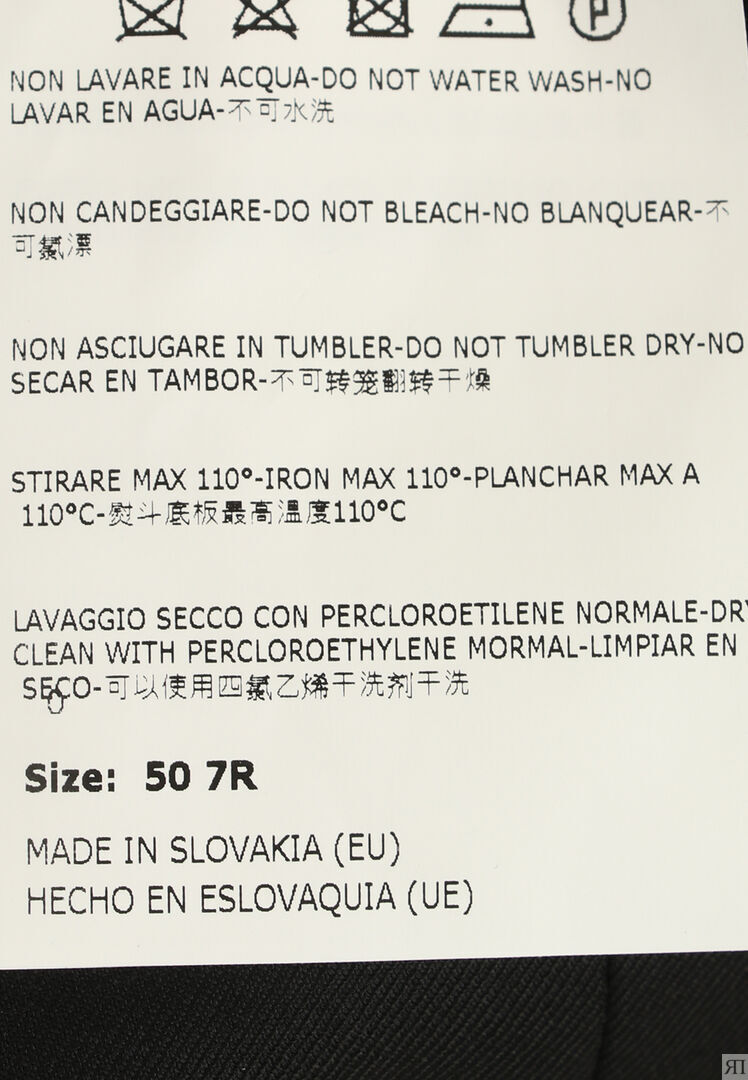 P
NON LAVARE IN ACQUA-DO NOT WATER WASH-NO
LAVAR EN AGUA-不可水洗
NON CANDEGGIARE-DO NOT BLEACH-NO BLANQUEAR-不
可氯漂
NON ASCIUGARE IN TUMBLER-DO NOT TUMBLER DRY-NO
SECAR EN TAMBOR-不可转笼翻转干燥
STIRARE MAX 110°-IRON MAX 110°-PLANCHAR MAX A
110°C-熨斗底板最高温度110°C
LAVAGGIO SECCO CON PERCLOROETILENE NORMALE-DRY
CLEAN WITH PERCLOROETHYLENE MORMAL-LIMPIAR EN
SECO-可以使用四氯乙烯干洗剂干洗
Size: 50 7R
MADE IN SLOVAKIA (EU)
HECHO EN ESLOVAQUIA (UE)